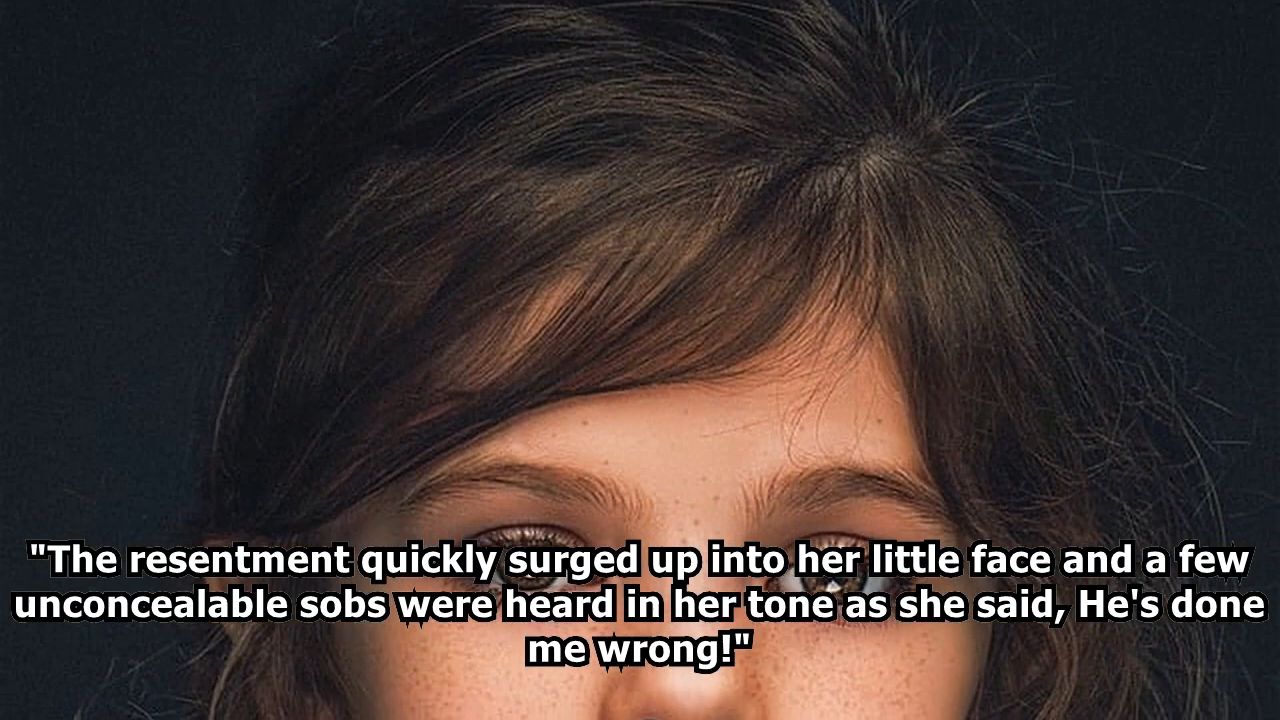 "The resentment quickly surged up into her little face and a few
unconcealable sobs were heard in her tone as she said, He's done
me wrong!"